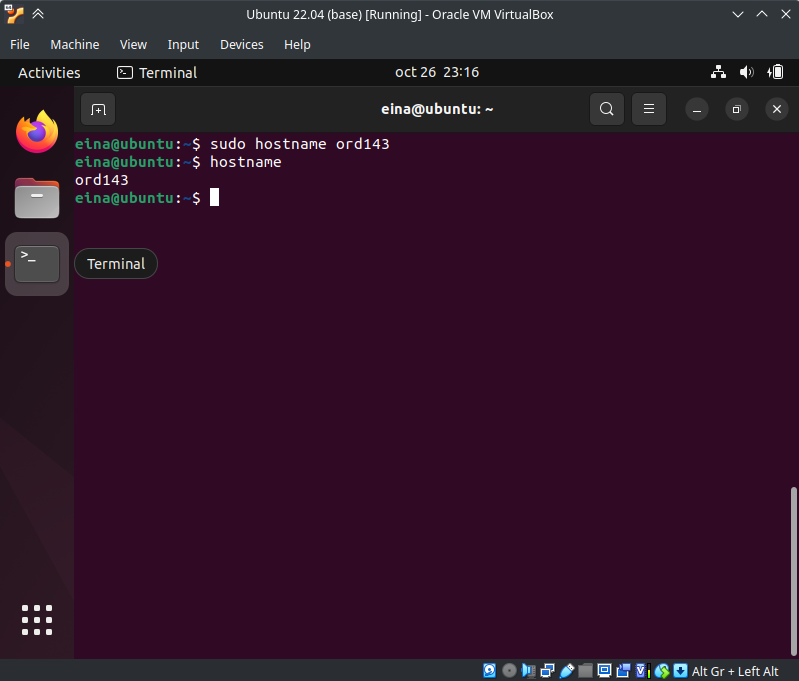 Ubuntu 22.04 (base) [Running] - Oracle VM VirtualBox
File Machine View Input Devices Help
Activities Terminal oct 26 23:16
eina@ubuntu: ~
eina@ubuntu:~$ sudo hostname ord143
eina@ubuntu:~$ hostname
ord143
eina@ubuntu:~$
>_
Terminal
Alt Gr + Left Alt